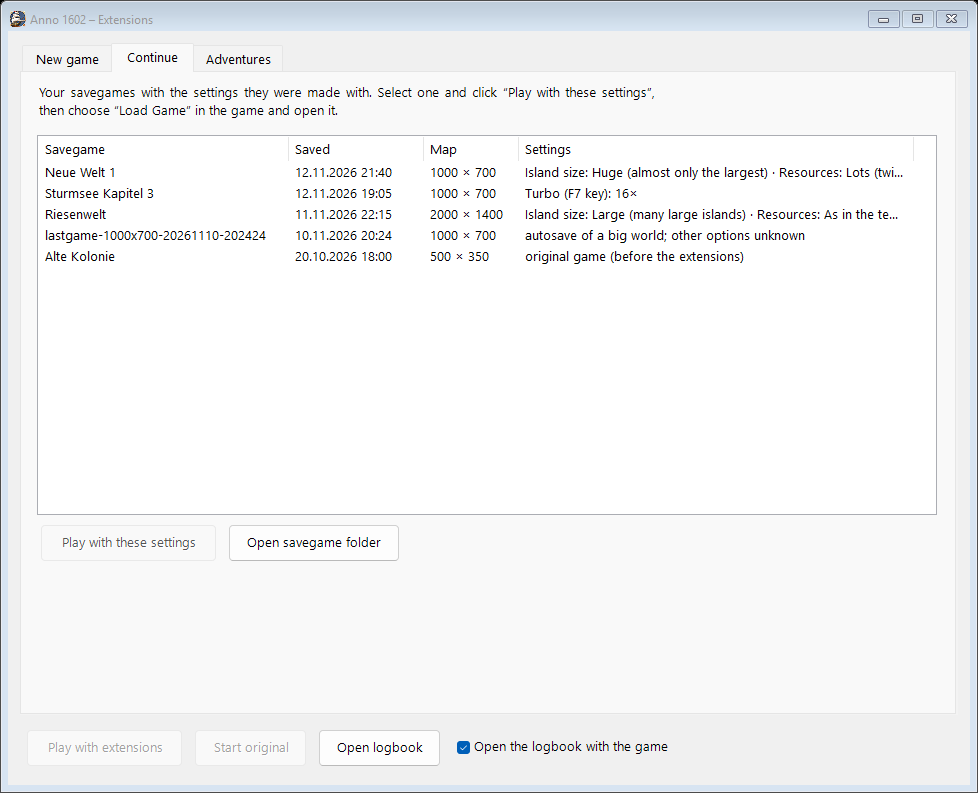 Anno 1602 – Extensions
New game Continue Adventures
Your savegames with the settings they were made with. Select one and click “Play with these settings”,
then choose “Load Game” in the game and open it.
Savegame Saved Map Settings
Neue Welt 1 12.11.2026 21:40 1000 × 700 Island size: Huge (almost only the largest) · Resources: Lots (twi...
Sturmsee Kapitel 3 12.11.2026 19:05 1000 × 700 Turbo (F7 key): 16×
Riesenwelt 11.11.2026 22:15 2000 × 1400 Island size: Large (many large islands) · Resources: As in the te...
lastgame-1000x700-20261110-202424 10.11.2026 20:24 1000 × 700 autosave of a big world; other options unknown
Alte Kolonie 20.10.2026 18:00 500 × 350 original game (before the extensions)
Play with these settings Open savegame folder
Play with extensions Start original Open logbook Open the logbook with the game